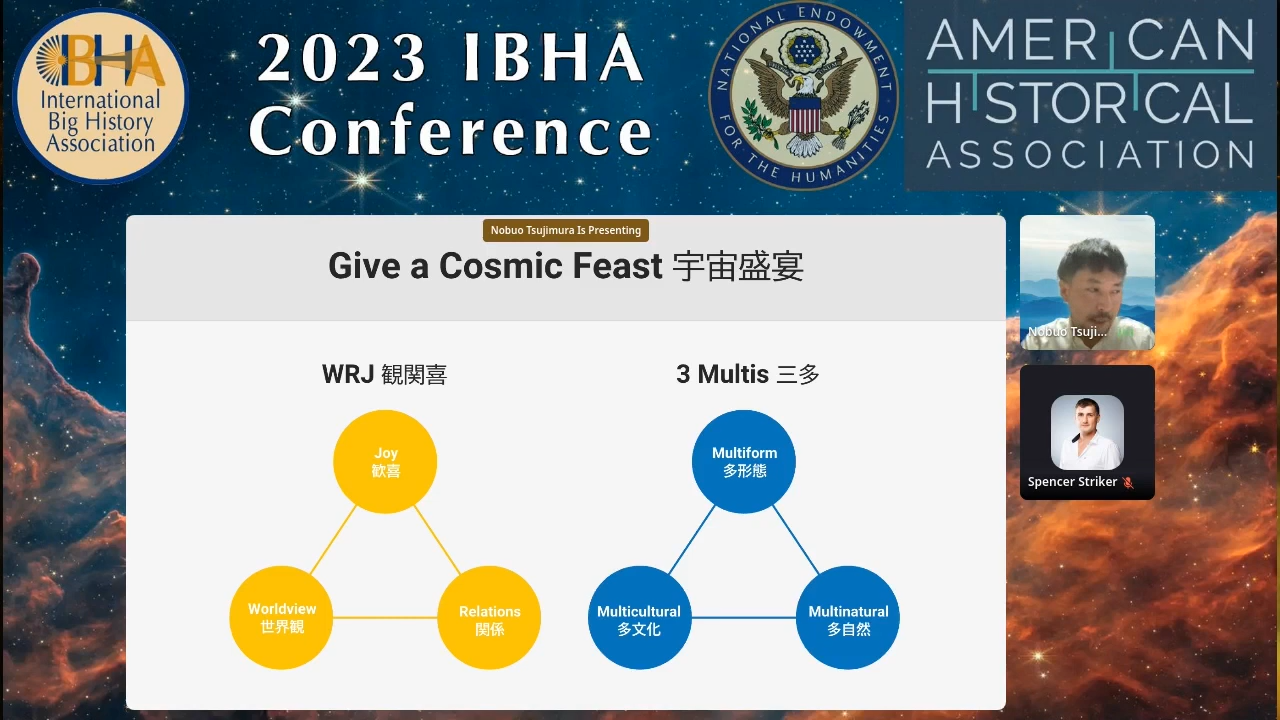 IBHA
International
Big History
Association
2023 IBHA
Conference
NATIONAL ENDOWMENT
FOR THE HUMANITIES
AMERICAN
HISTORICAL
ASSOCIATION
Nobuo Tsujimura Is Presenting
Give a Cosmic Feast 宇宙盛宴
WRJ 観関喜
3 Multis 三多
Joy
歓喜
Worldview
世界観
Relations
関係
Multiform
多形態
Multicultural
多文化
Multinatural
多自然
Nobuo Tsuji...
Spencer Striker